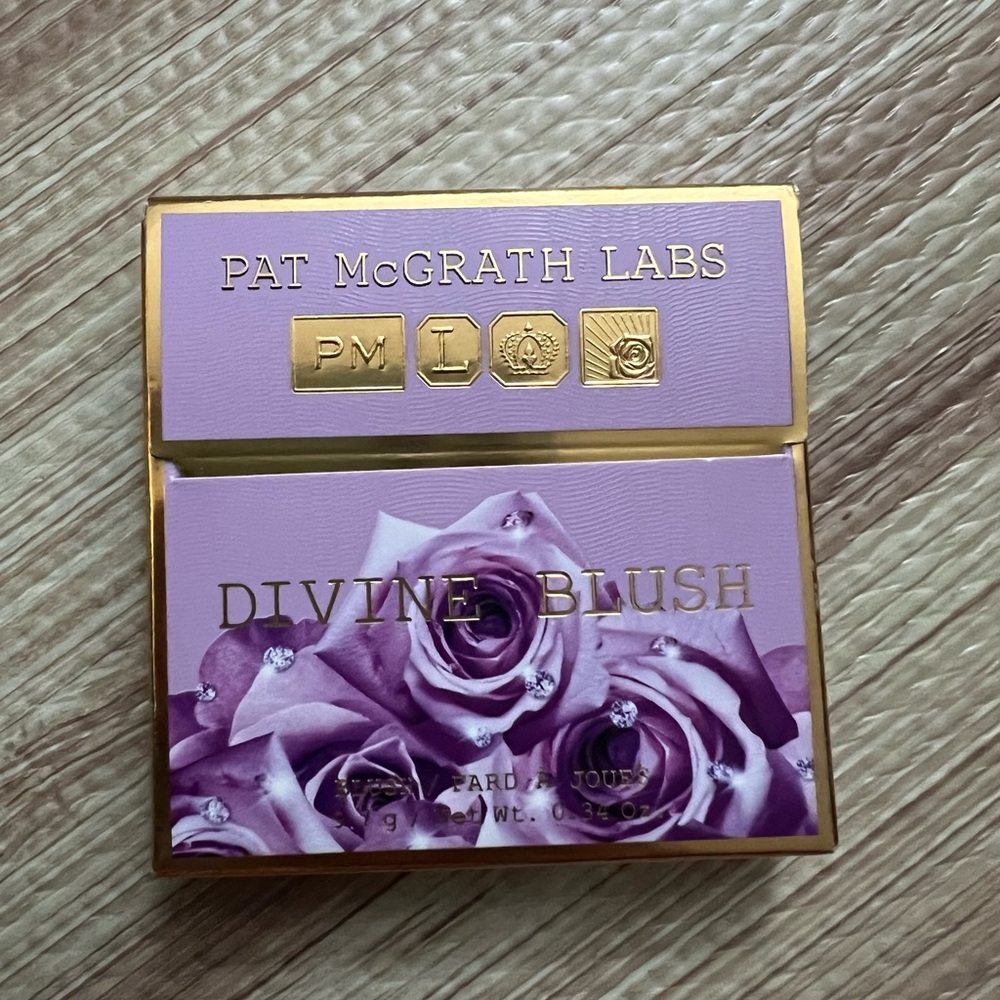 PAT McGRATH LABS
PM L
DIVINE BLUSH
BLUSH / FARD À JOUES
g / Net Wt. 0.34 Oz.